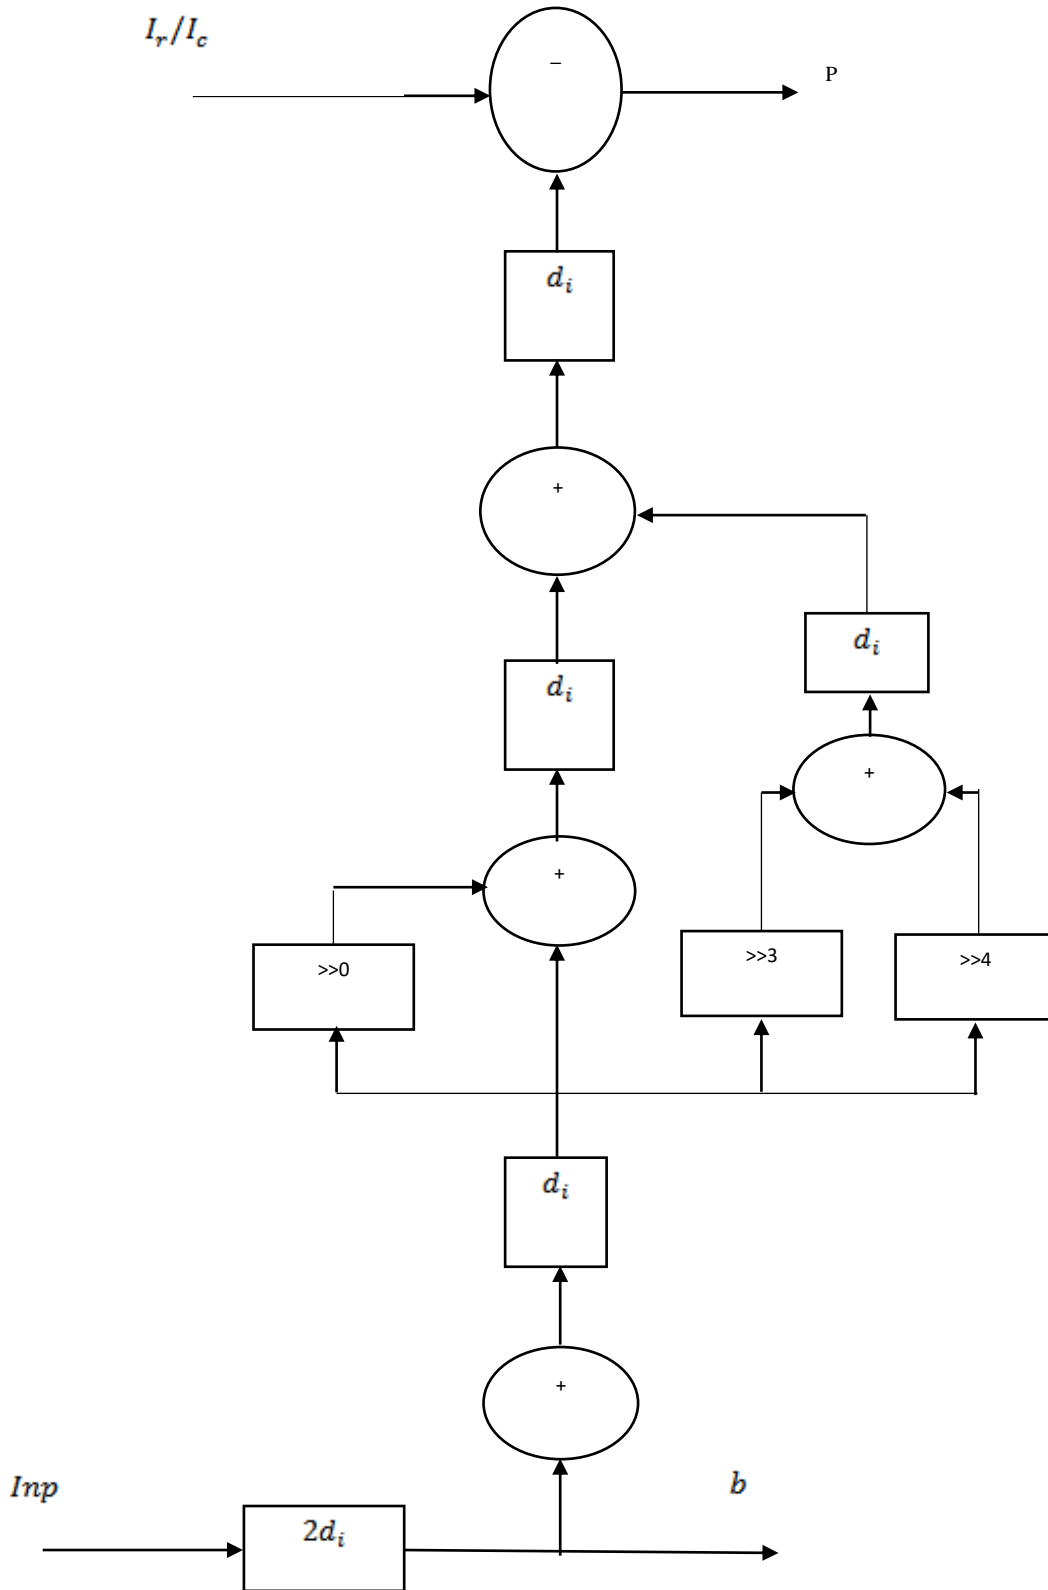 I_r/I_c
−
P
d_i
+
d_i
d_i
+
+
>>0
>>3
>>4
d_i
+
Inp
b
2d_i